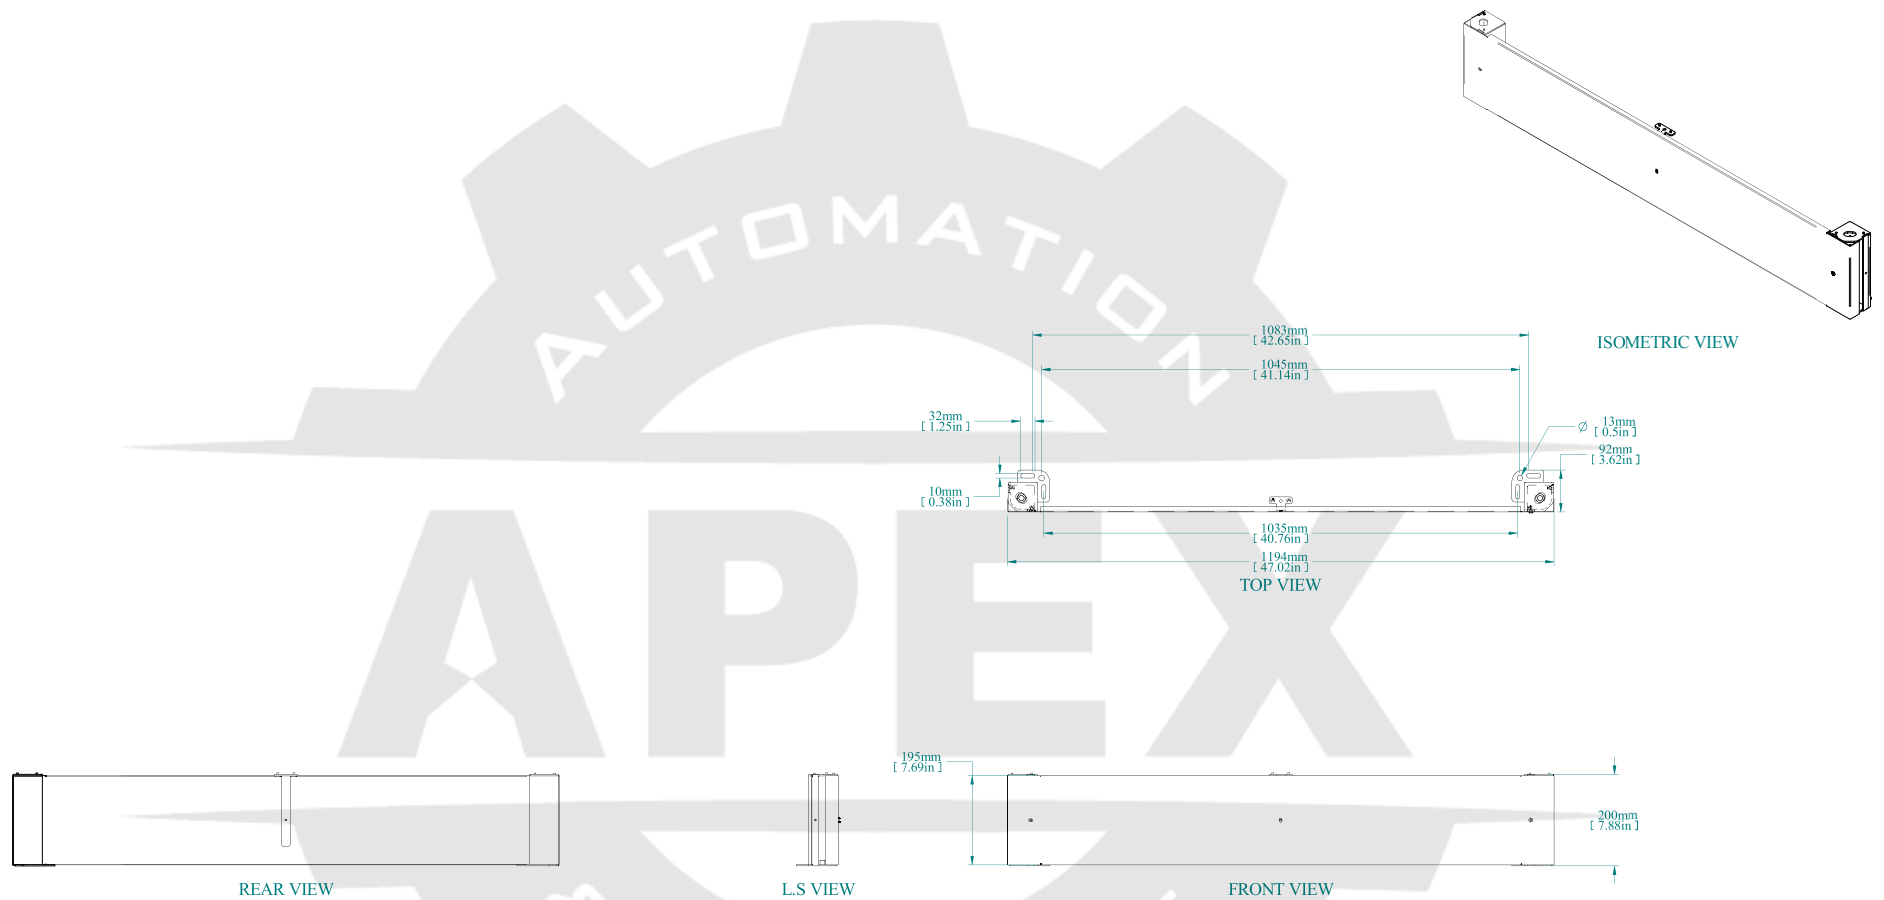 AUTOMATION
ISOMETRIC VIEW
1083mm
[ 42.65in ]
1045mm
[ 41.14in ]
32mm
[ 1.25in ]
Ø 13mm
[ 0.5in ]
92mm
[ 3.62in ]
10mm
[ 0.38in ]
APEX
1035mm
[ 40.76in ]
1194mm
[ 47.02in ]
TOP VIEW
195mm
[ 7.69in ]
200mm
[ 7.88in ]
REAR VIEW
L.S VIEW
FRONT VIEW